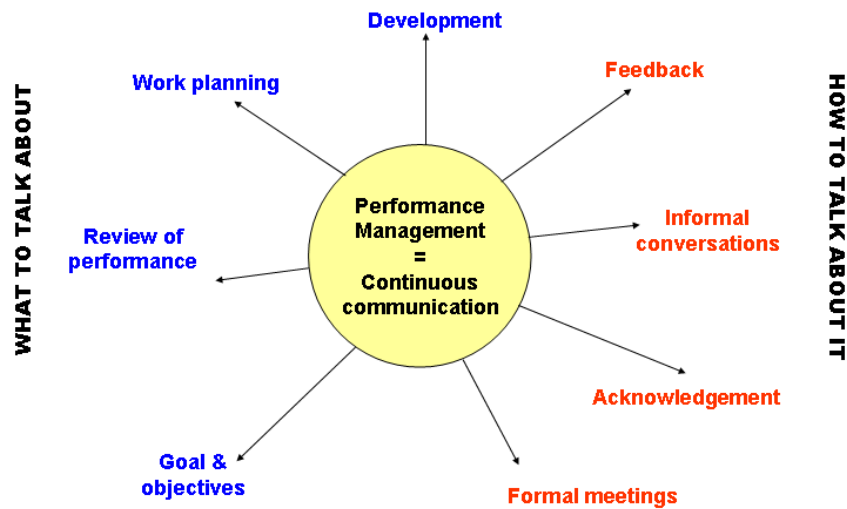 Development
Work planning
Feedback
WHAT TO TALK ABOUT
HOW TO TALK ABOUT IT
Performance
Management
=
Continuous
communication
Review of
performance
Informal
conversations
Acknowledgement
Goal &
objectives
Formal meetings